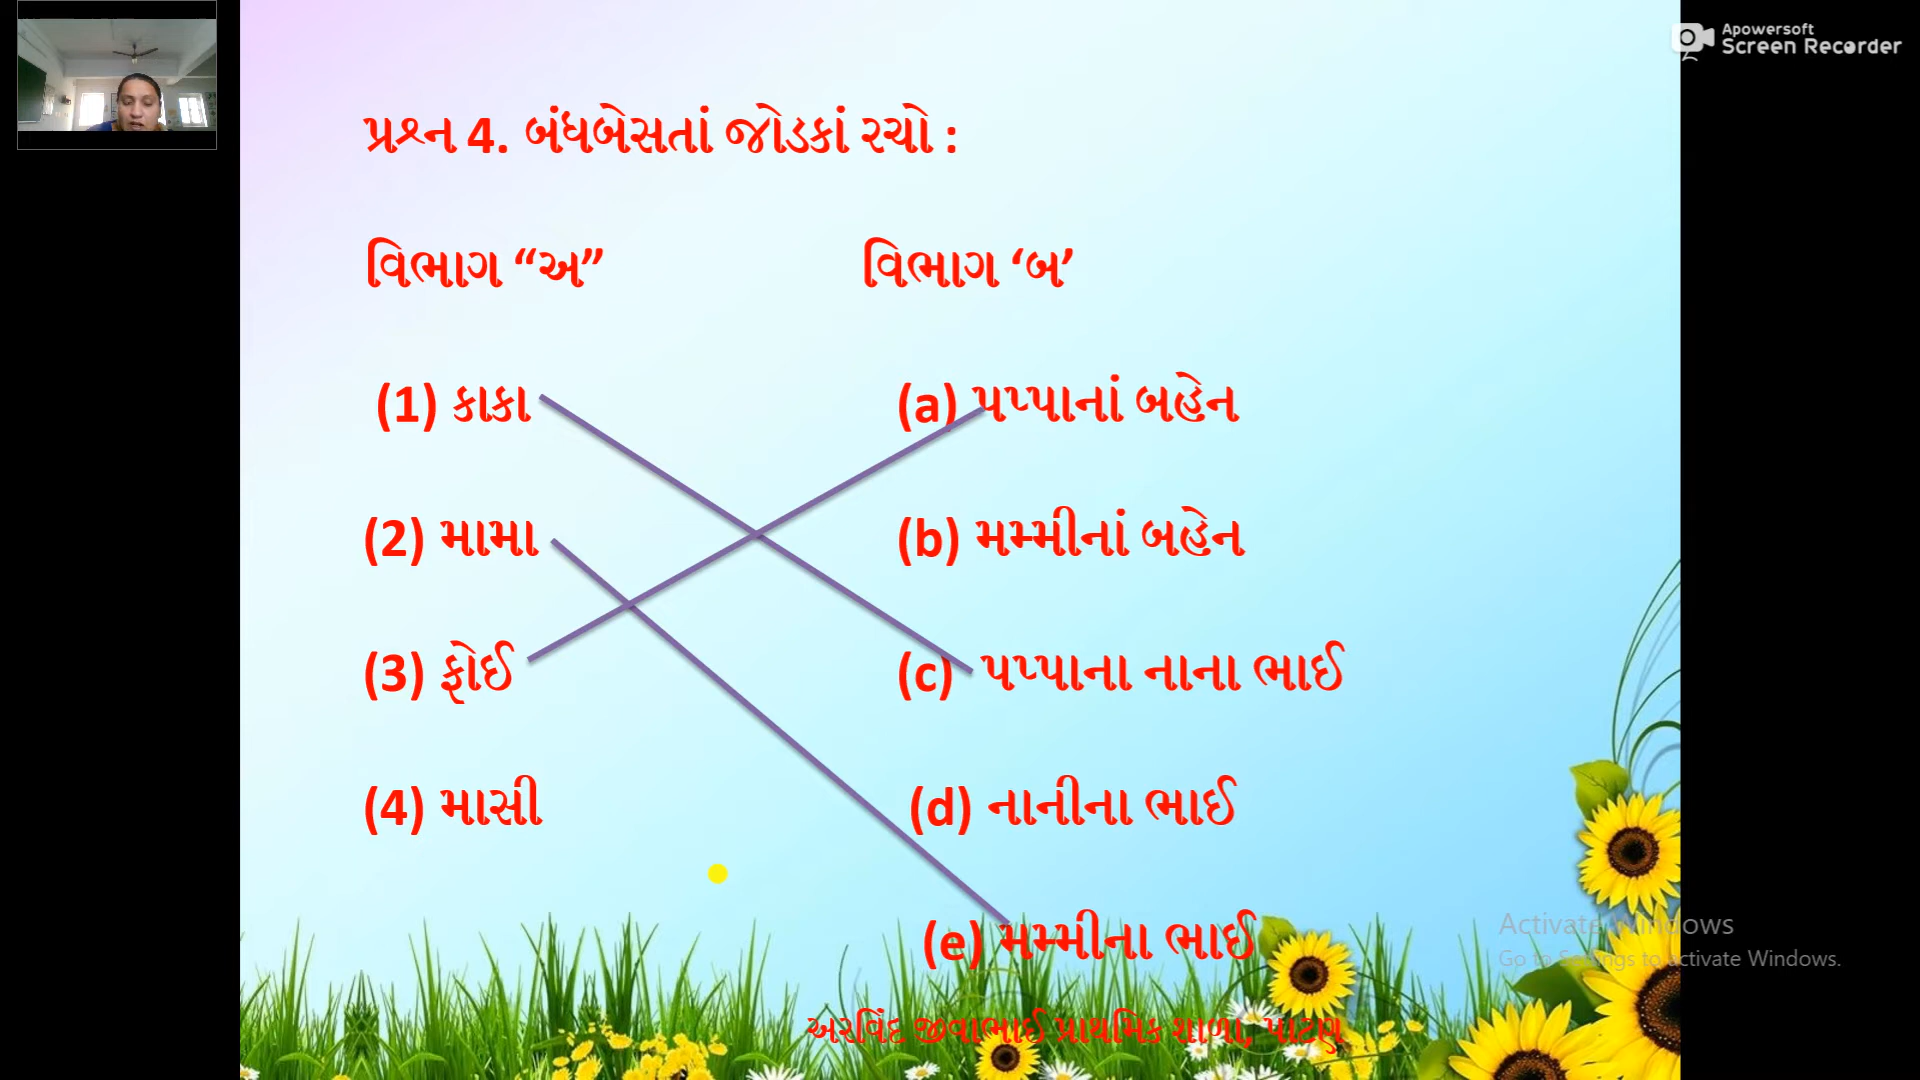 Apowersoft
Screen Recorder
પ્રશ્ન 4. બંધબેસતાં જોડકાં રચો :
વિભાગ “અ” વિભાગ ‘બ’
(1) કાકા (a) પપ્પાનાં બહેન
(2) મામા (b) મમ્મીનાં બહેન
(3) ફોઈ (c) પપ્પાના નાના ભાઈ
(4) માસી (d) નાનીના ભાઈ
(e) મમ્મીના ભાઈ
Activate Windows
Go to Settings to activate Windows.
અરવિંદ જીવાભાઈ પ્રાથમિક શાળા, પાટણ